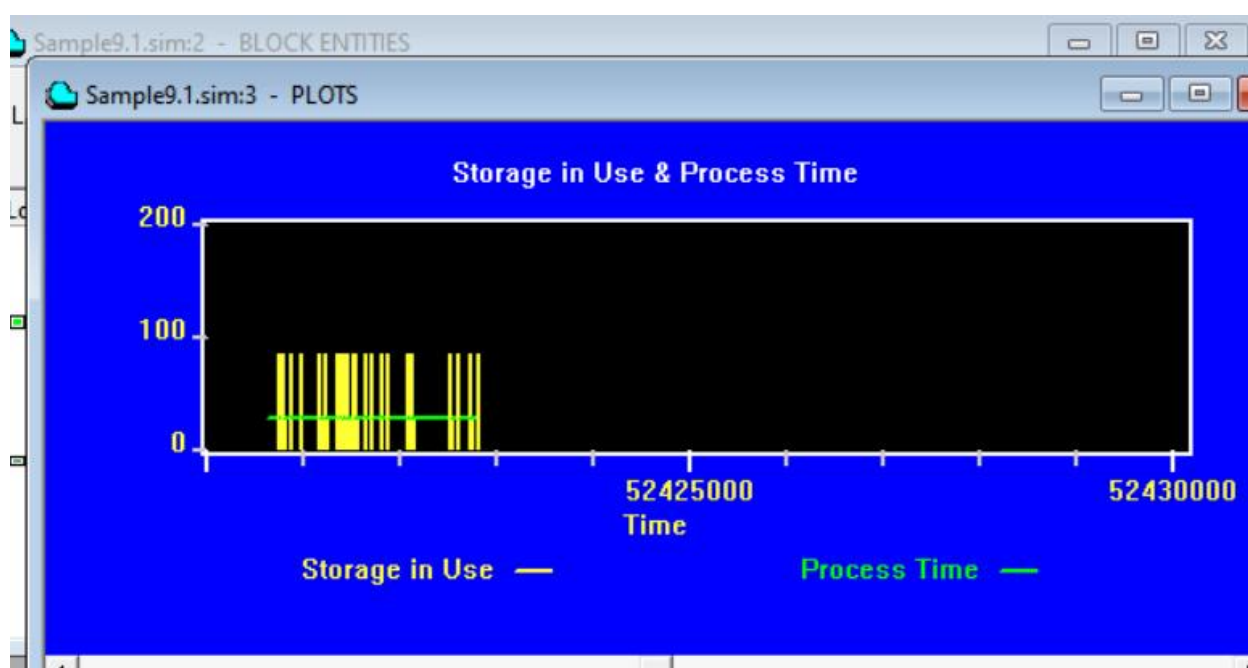 Sample9.1.sim:2 - BLOCK ENTITIES
Sample9.1.sim:3 - PLOTS
Storage in Use & Process Time
200
100
0
52425000 52430000
Time
Storage in Use Process Time